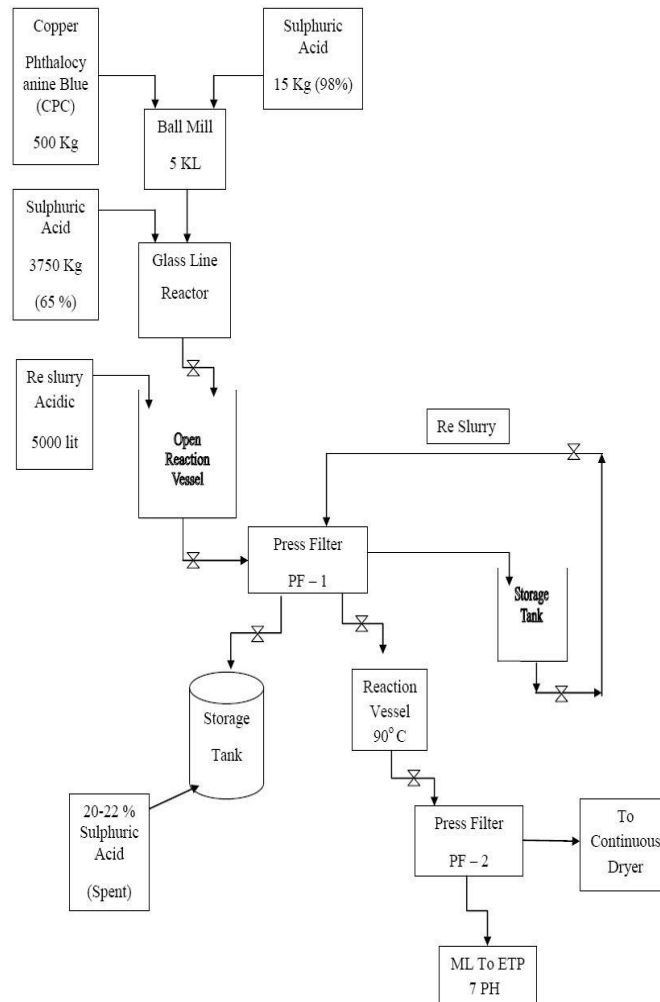 Copper
Phthalocy
anine Blue
(CPC)
500 Kg
Sulphuric
Acid
15 Kg (98%)
Ball Mill
5 KL
Sulphuric
Acid
3750 Kg
(65 %)
Glass Line
Reactor
Re slurry
Acidic
5000 lit
Open
Reaction
Vessel
Re Slurry
Press Filter
PF – 1
Storage
Tank
Storage
Tank
Reaction
Vessel
90° C
20-22 %
Sulphuric
Acid
(Spent)
Press Filter
PF – 2
To
Continuous
Dryer
ML To ETP
7 PH